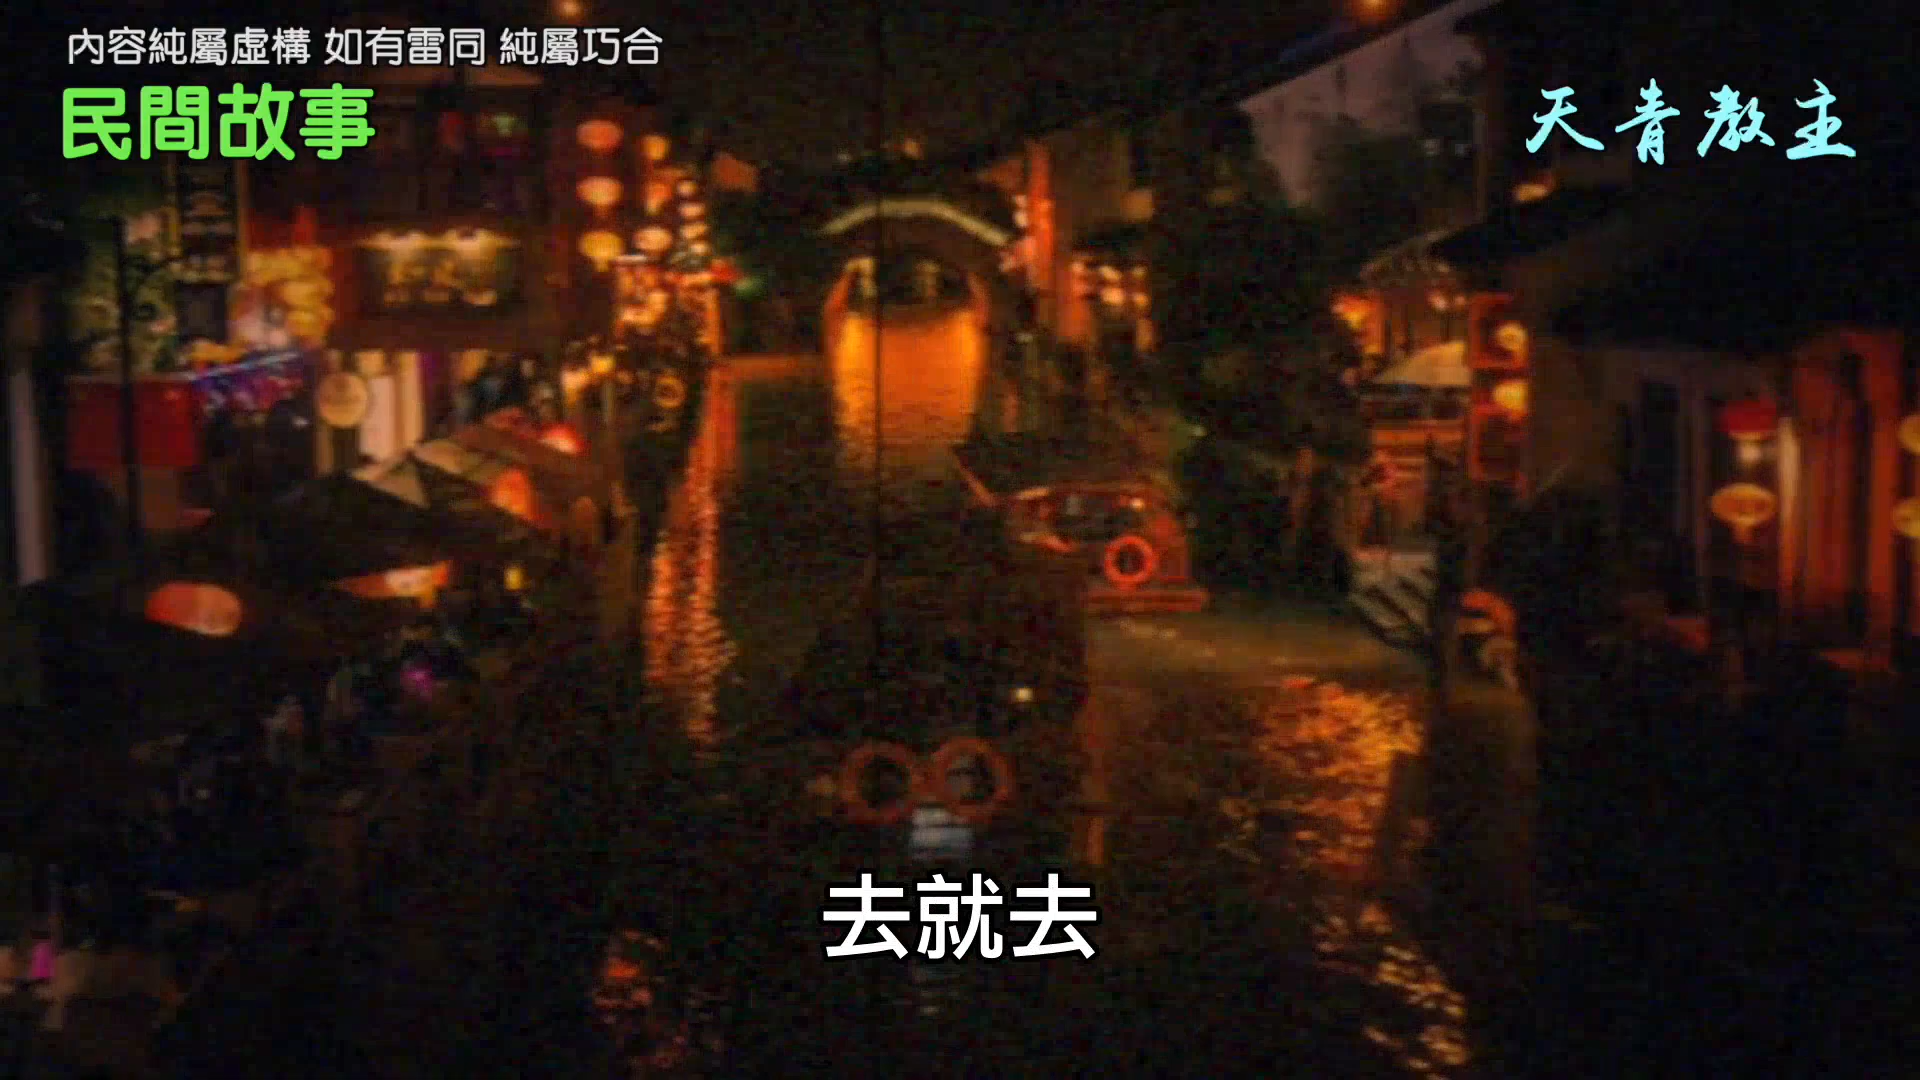 內容純屬虛構 如有雷同 純屬巧合
民間故事
天青教主
去就去